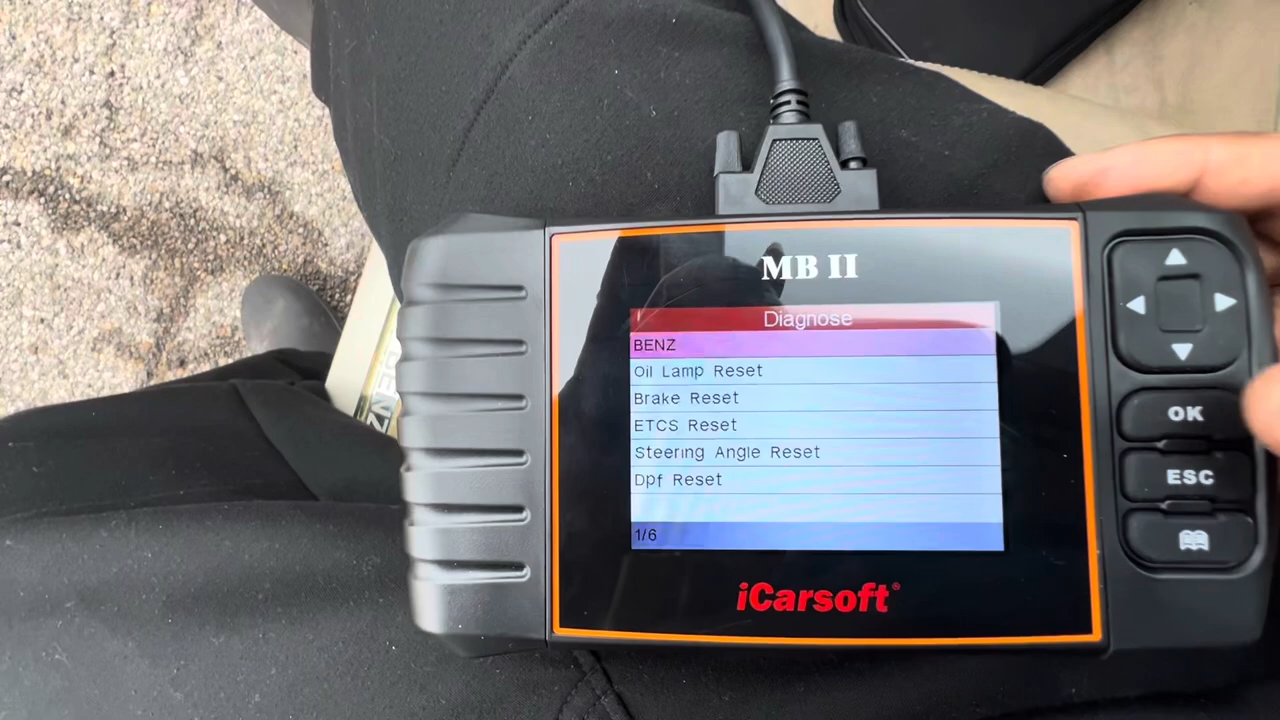 MB II
Diagnose
BENZ
Oil Lamp Reset
Brake Reset
ETCS Reset
Steering Angle Reset
Dpf Reset
1/6
iCarsoft®
OK
ESC